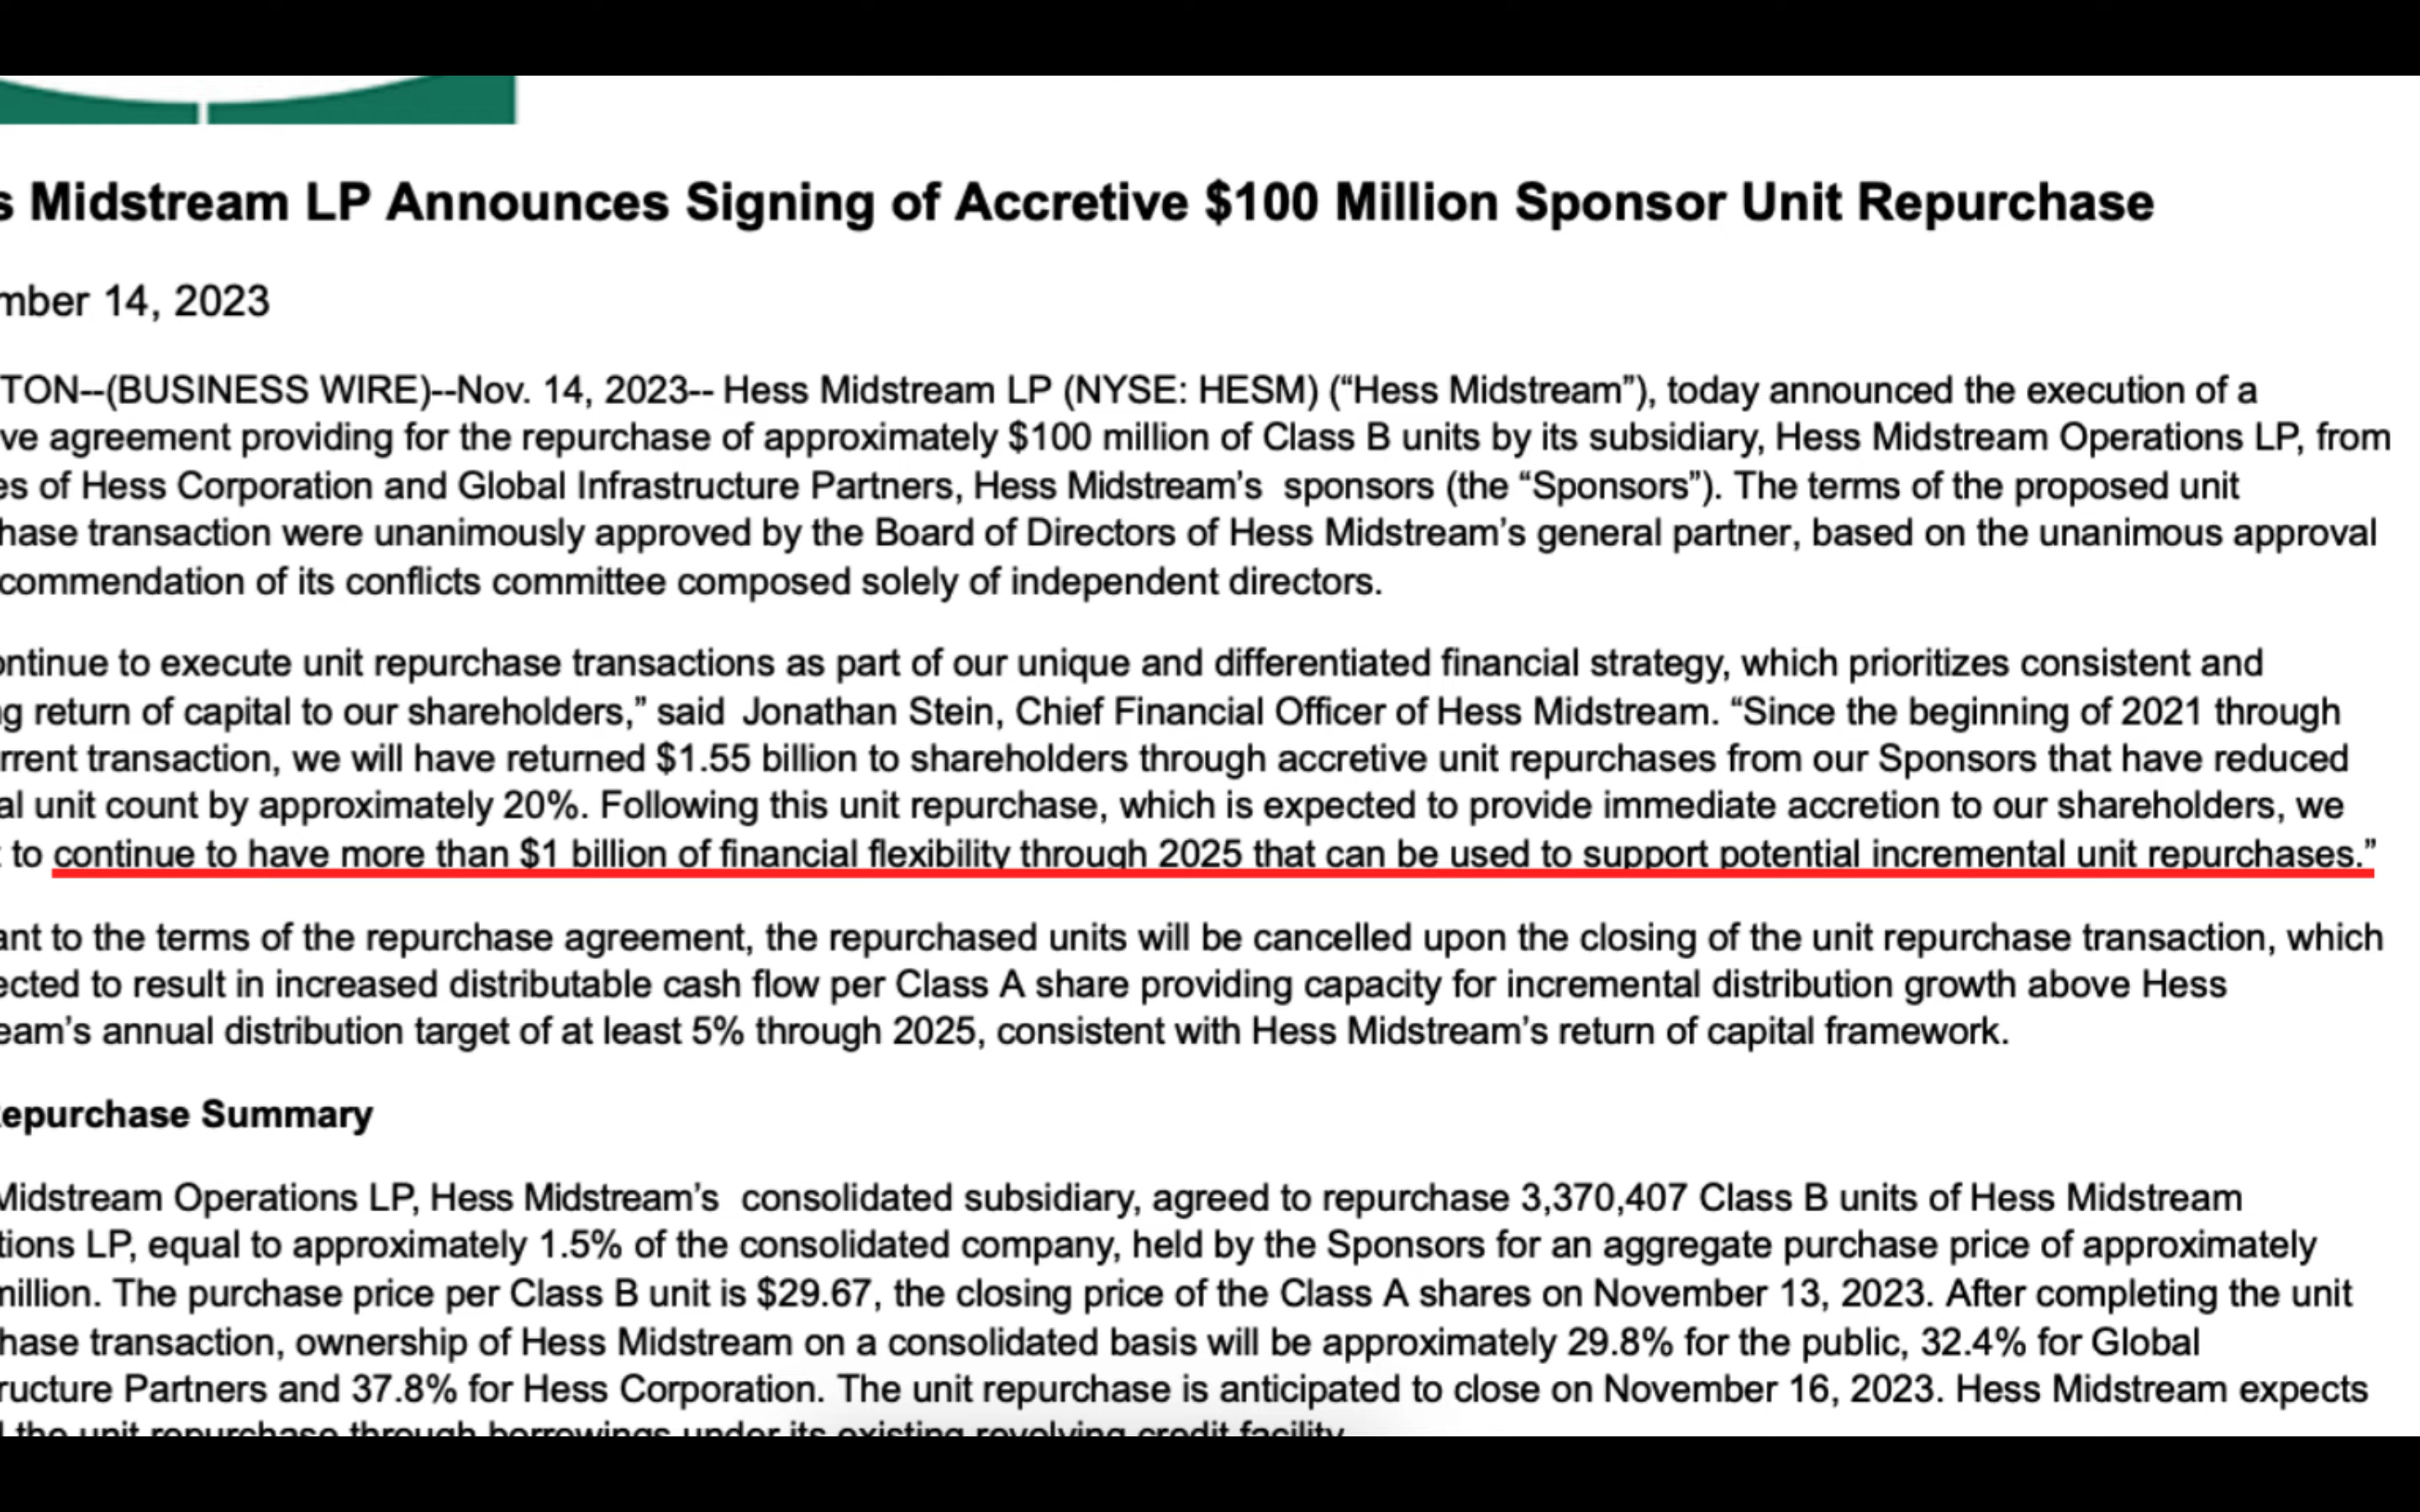 s Midstream LP Announces Signing of Accretive $100 Million Sponsor Unit Repurchase
mber 14, 2023
TON--(BUSINESS WIRE)--Nov. 14, 2023-- Hess Midstream LP (NYSE: HESM) (“Hess Midstream”), today announced the execution of a
ve agreement providing for the repurchase of approximately $100 million of Class B units by its subsidiary, Hess Midstream Operations LP, from
es of Hess Corporation and Global Infrastructure Partners, Hess Midstream’s sponsors (the “Sponsors”). The terms of the proposed unit
hase transaction were unanimously approved by the Board of Directors of Hess Midstream’s general partner, based on the unanimous approval
commendation of its conflicts committee composed solely of independent directors.
ontinue to execute unit repurchase transactions as part of our unique and differentiated financial strategy, which prioritizes consistent and
g return of capital to our shareholders,” said Jonathan Stein, Chief Financial Officer of Hess Midstream. “Since the beginning of 2021 through
rrent transaction, we will have returned $1.55 billion to shareholders through accretive unit repurchases from our Sponsors that have reduced
al unit count by approximately 20%. Following this unit repurchase, which is expected to provide immediate accretion to our shareholders, we
t to continue to have more than $1 billion of financial flexibility through 2025 that can be used to support potential incremental unit repurchases.”
ant to the terms of the repurchase agreement, the repurchased units will be cancelled upon the closing of the unit repurchase transaction, which
ected to result in increased distributable cash flow per Class A share providing capacity for incremental distribution growth above Hess
eam’s annual distribution target of at least 5% through 2025, consistent with Hess Midstream’s return of capital framework.
epurchase Summary
Midstream Operations LP, Hess Midstream’s consolidated subsidiary, agreed to repurchase 3,370,407 Class B units of Hess Midstream
tions LP, equal to approximately 1.5% of the consolidated company, held by the Sponsors for an aggregate purchase price of approximately
million. The purchase price per Class B unit is $29.67, the closing price of the Class A shares on November 13, 2023. After completing the unit
hase transaction, ownership of Hess Midstream on a consolidated basis will be approximately 29.8% for the public, 32.4% for Global
ructure Partners and 37.8% for Hess Corporation. The unit repurchase is anticipated to close on November 16, 2023. Hess Midstream expects
the unit repurchase through borrowings under its existing revolving credit facility.